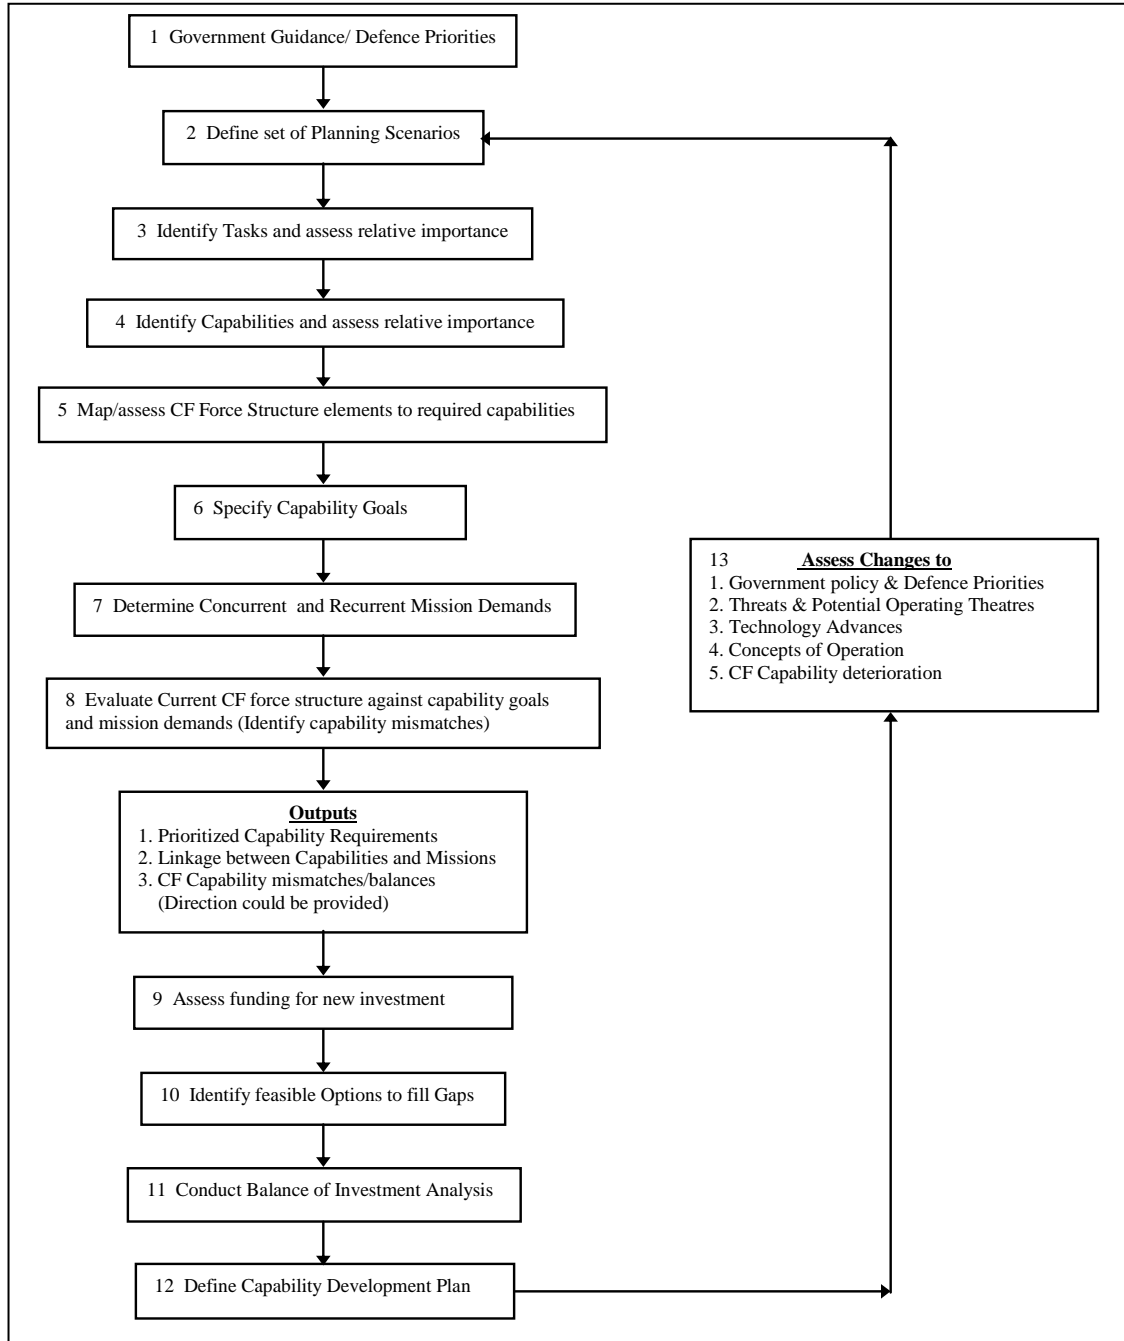 1 Government Guidance/ Defence Priorities
2 Define set of Planning Scenarios
3 Identify Tasks and assess relative importance
4 Identify Capabilities and assess relative importance
5 Map/assess CF Force Structure elements to required capabilities
6 Specify Capability Goals
7 Determine Concurrent and Recurrent Mission Demands
8 Evaluate Current CF force structure against capability goals
and mission demands (Identify capability mismatches)
Outputs
1. Prioritized Capability Requirements
2. Linkage between Capabilities and Missions
3. CF Capability mismatches/balances
(Direction could be provided)
9 Assess funding for new investment
10 Identify feasible Options to fill Gaps
11 Conduct Balance of Investment Analysis
12 Define Capability Development Plan
13 Assess Changes to
1. Government policy & Defence Priorities
2. Threats & Potential Operating Theatres
3. Technology Advances
4. Concepts of Operation
5. CF Capability deterioration